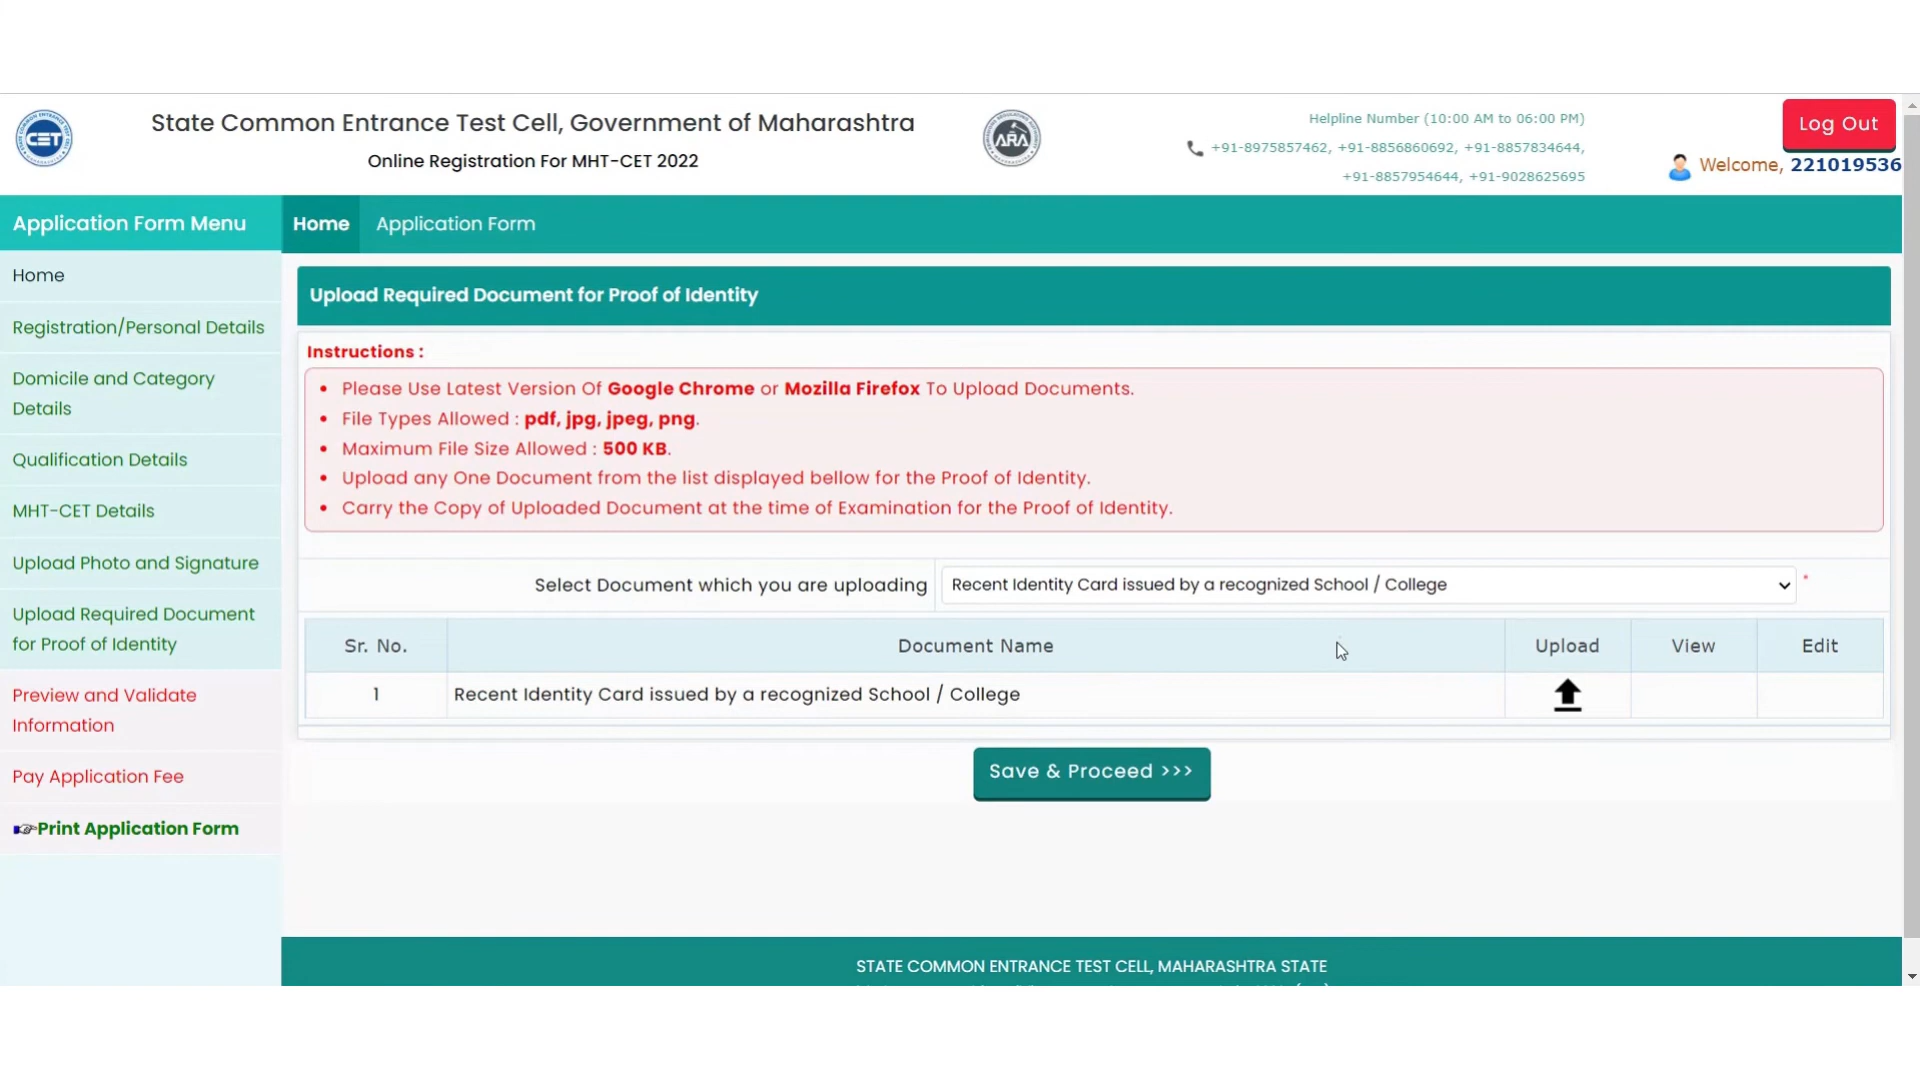 State Common Entrance Test Cell, Government of Maharashtra
Online Registration For MHT-CET 2022
CET
ARA
Helpline Number (10:00 AM to 06:00 PM)
+91-8975857462, +91-8856860692, +91-8857834644,
+91-8857954644, +91-9028625695
Log Out
Welcome, 221019536
Application Form Menu
Home
Application Form
Home
Registration/Personal Details
Domicile and Category
Details
Qualification Details
MHT-CET Details
Upload Photo and Signature
Upload Required Document
for Proof of Identity
Preview and Validate
Information
Pay Application Fee
Print Application Form
Upload Required Document for Proof of Identity
Instructions :
Please Use Latest Version Of Google Chrome or Mozilla Firefox To Upload Documents.
File Types Allowed : pdf, jpg, jpeg, png.
Maximum File Size Allowed : 500 KB.
Upload any One Document from the list displayed bellow for the Proof of Identity.
Carry the Copy of Uploaded Document at the time of Examination for the Proof of Identity.
Select Document which you are uploading Recent Identity Card issued by a recognized School / College *
Sr. No. Document Name Upload View Edit
1 Recent Identity Card issued by a recognized School / College
Save & Proceed >>>
STATE COMMON ENTRANCE TEST CELL, MAHARASHTRA STATE